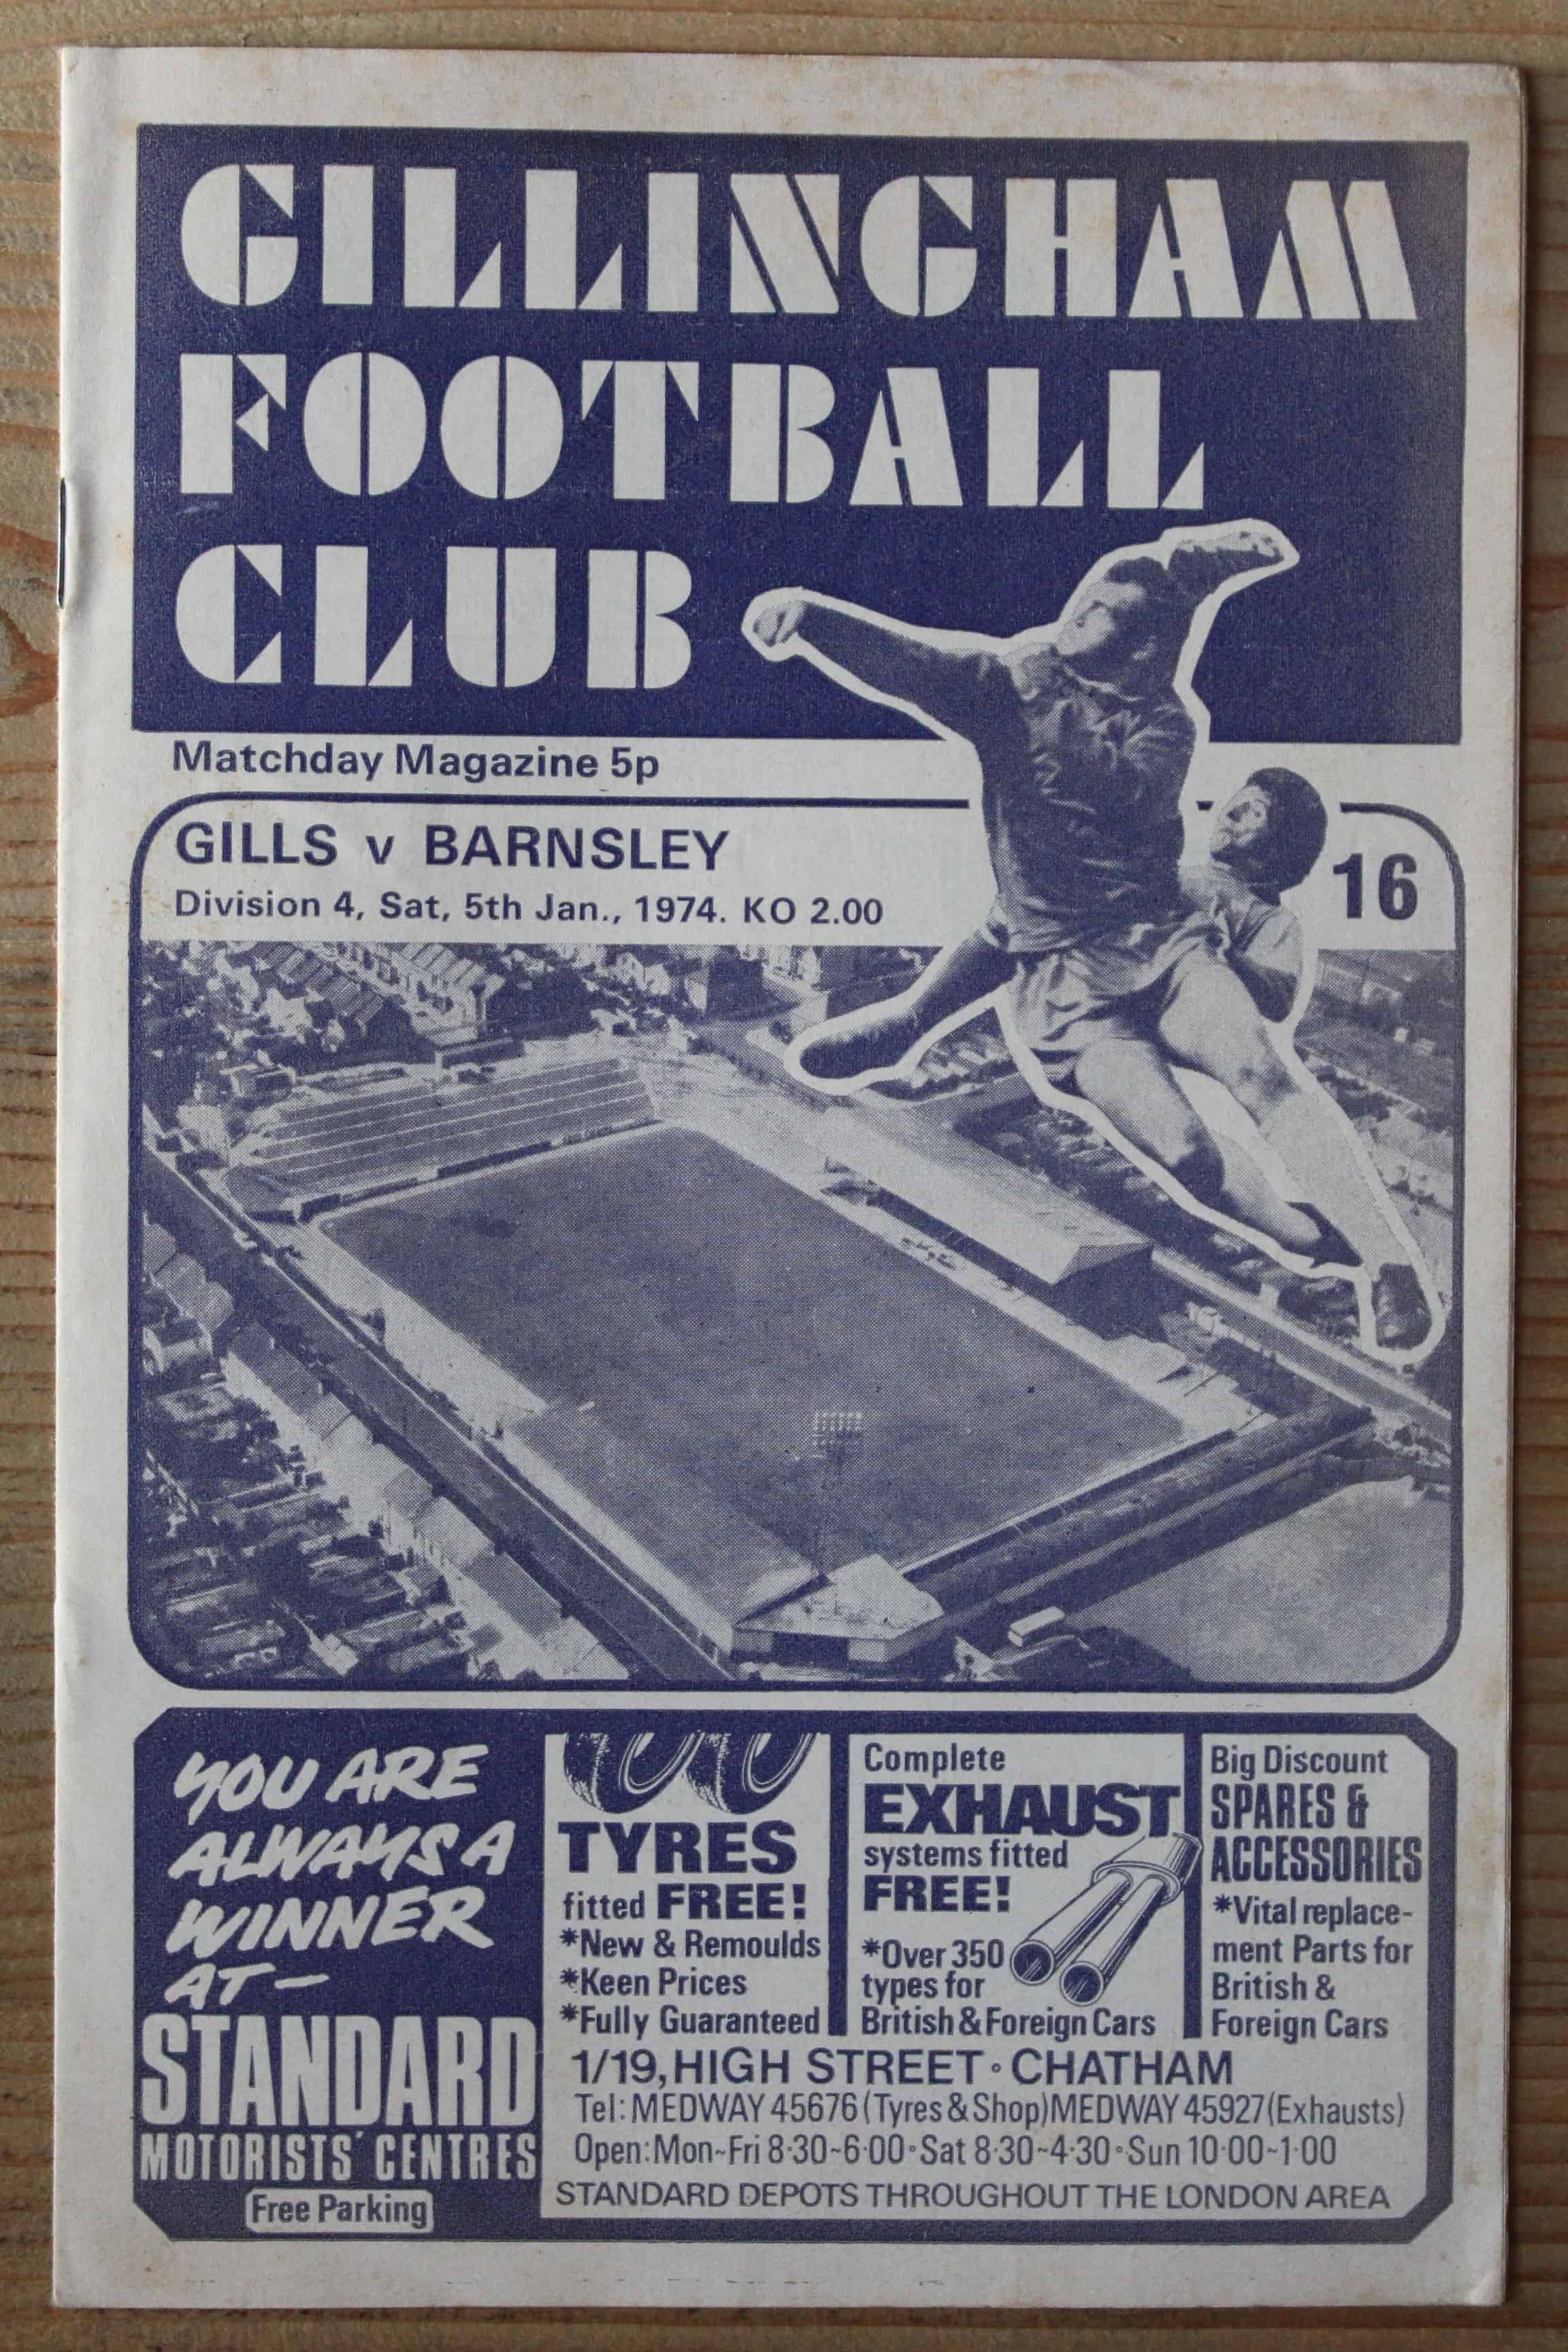 GILLINGHAM
FOOTBALL
CLUB
Matchday Magazine 5p
GILLS v BARNSLEY
Division 4, Sat, 5th Jan., 1974. KO 2.00
16
YOU ARE
ALWAYS A
WINNER
AT-
STANDARD
MOTORISTS' CENTRES
Free Parking
TYRES
fitted FREE!
*New & Remoulds
*Keen Prices
*Fully Guaranteed
Complete
EXHAUST
systems fitted
FREE!
*Over 350
types for
British & Foreign Cars
Big Discount
SPARES &
ACCESSORIES
*Vital replace-
ment Parts for
British &
Foreign Cars
1/19, HIGH STREET • CHATHAM
Tel: MEDWAY 45676 (Tyres & Shop) MEDWAY 45927 (Exhausts)
Open: Mon~Fri 8·30~6·00 • Sat 8·30~4·30 • Sun 10·00~1·00
STANDARD DEPOTS THROUGHOUT THE LONDON AREA